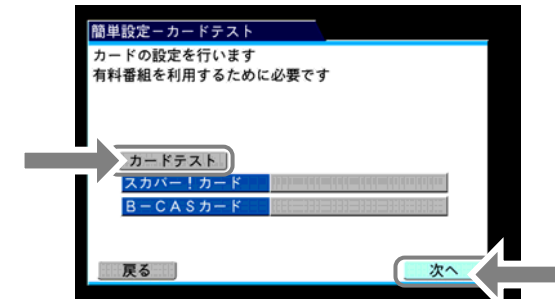 簡単設定－カードテスト
カードの設定を行います
有料番組を利用するために必要です
カードテスト
スカパー！カード
Ｂ－ＣＡＳカード
戻る
次へ